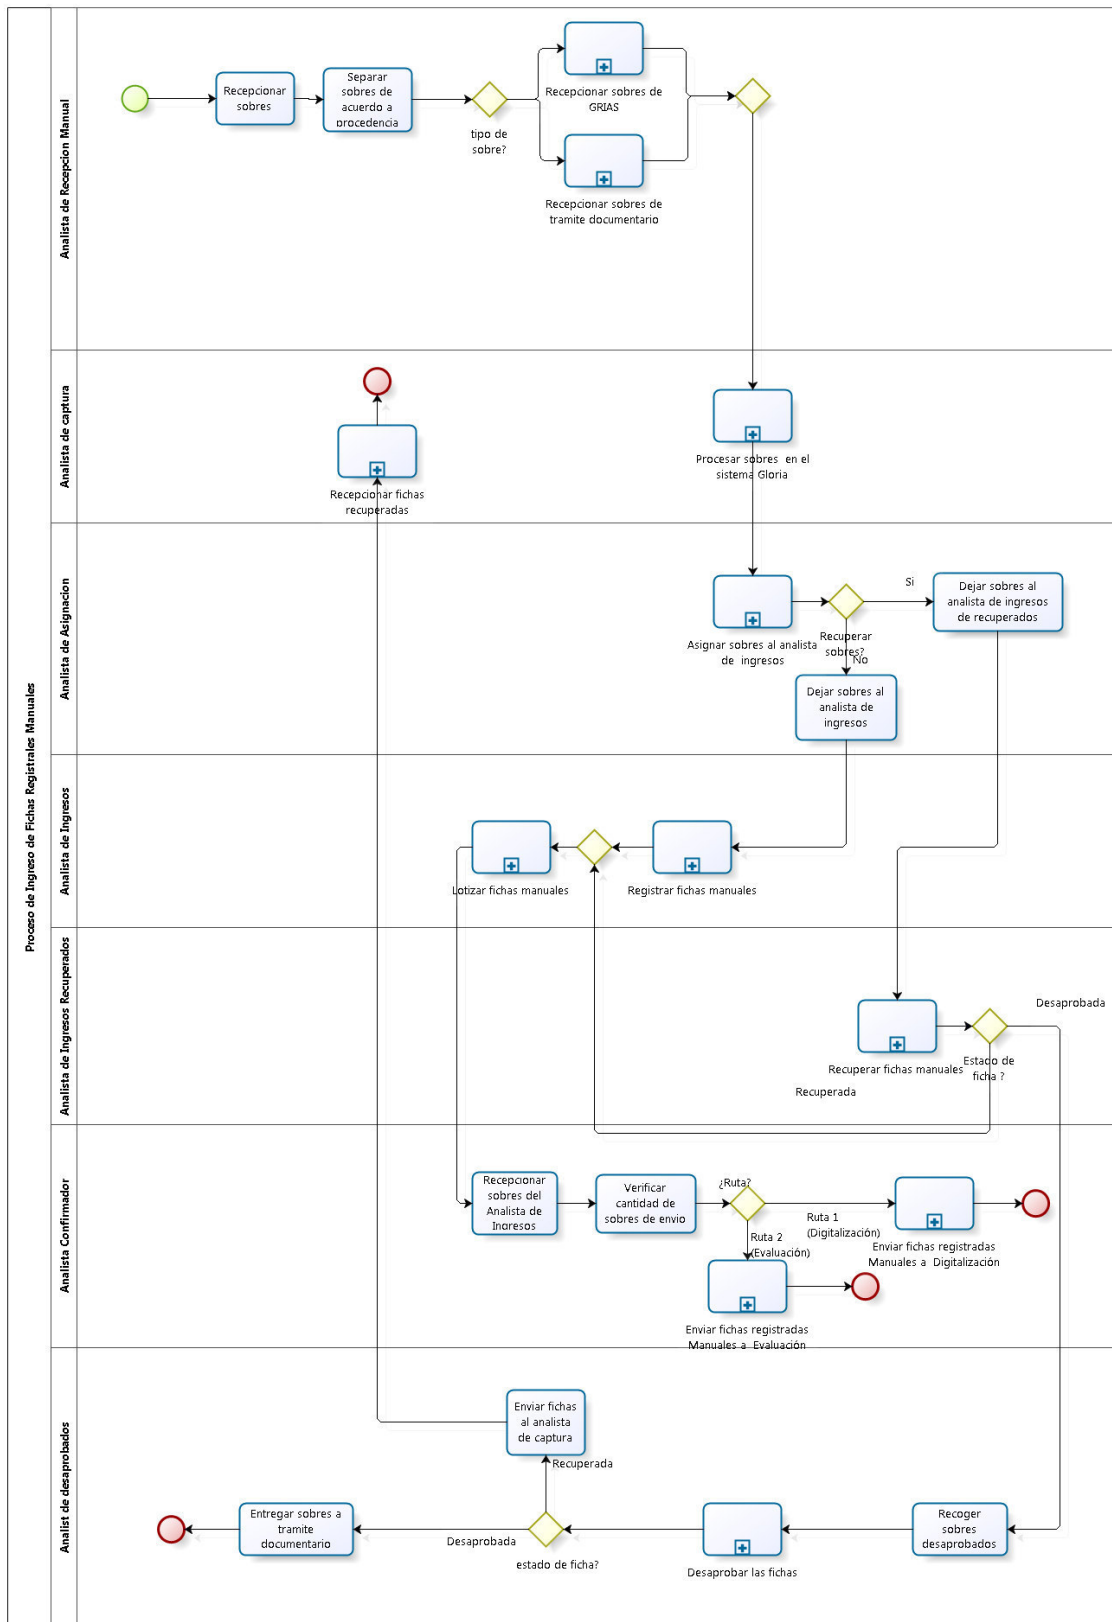 Proceso de Ingreso de Fichas Registrales Manuales
Analista de Recepcion Manual
Recepcionar
sobres
Separar
sobres de
acuerdo a
procedencia
tipo de
sobre?
Recepcionar sobres de
GRIAS
Recepcionar sobres de
tramite documentario
Analista de captura
Recepcionar fichas
recuperadas
Procesar sobres en el
sistema Gloria
Analista de Asignacion
Asignar sobres al analista
de ingresos
Recuperar
sobres?
Si
No
Dejar sobres al
analista de ingresos
de recuperados
Dejar sobres al
analista de
ingresos
Analista de Ingresos
Lotizar fichas manuales
Registrar fichas manuales
Analista de Ingresos Recuperados
Recuperar fichas manuales
Estado de
ficha ?
Desaprobada
Recuperada
Analista Confirmador
Recepcionar
sobres del
Analista de
Ingresos
Verificar
cantidad de
sobres de envio
¿Ruta?
Ruta 1
(Digitalización)
Ruta 2
(Evaluación)
Enviar fichas registradas
Manuales a Digitalización
Enviar fichas registradas
Manuales a Evaluación
Analist de desaprobados
Enviar fichas
al analista
de captura
Recuperada
Entregar sobres a
tramite
documentario
Desaprobada
estado de ficha?
Desaprobar las fichas
Recoger
sobres
desaprobados